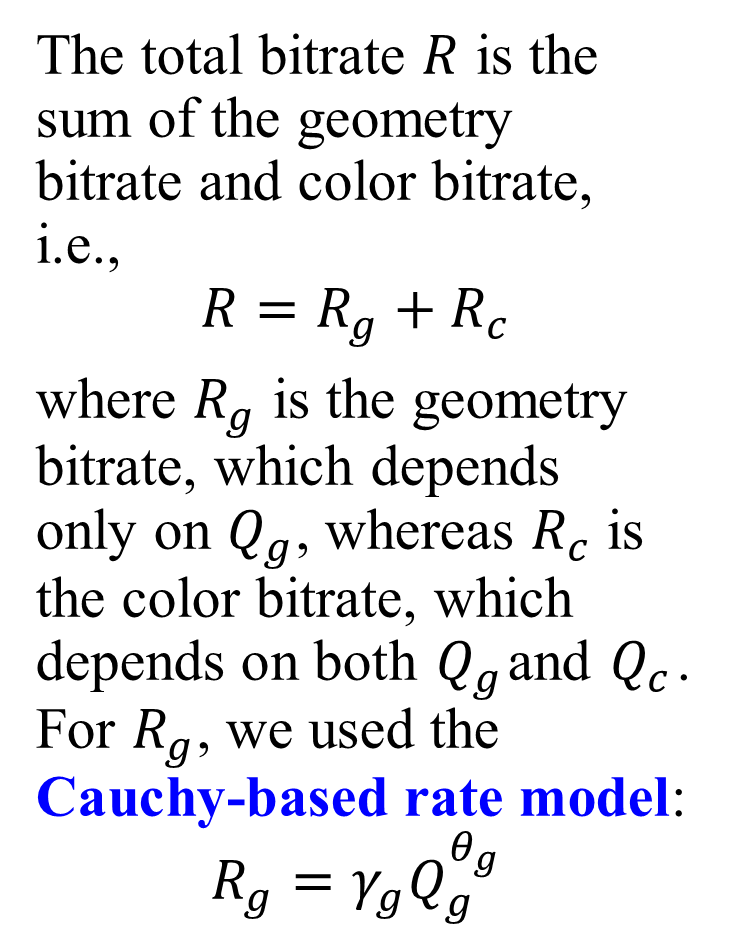 The total bitrate R is the
sum of the geometry
bitrate and color bitrate,
i.e.,
R = R_g + R_c
where R_g is the geometry
bitrate, which depends
only on Q_g, whereas R_c is
the color bitrate, which
depends on both Q_g and Q_c.
For R_g, we used the
Cauchy-based rate model:
R_g = γ_g Q_g^{θ_g}